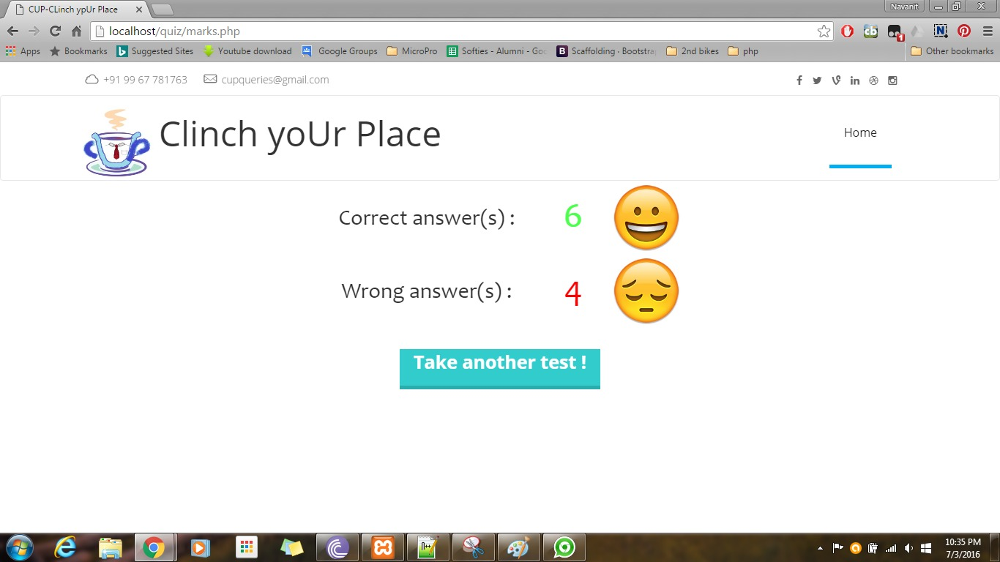 CUP-CLinch ypUr Place
Navanit
localhost/quiz/marks.php
cb
1
N
Apps Bookmarks Suggested Sites Youtube download Google Groups MicroPro Softies - Alumni - Goo Scaffolding · Bootstra 2nd bikes php Other bookmarks
+91 99 67 781763 cupqueries@gmail.com
Clinch yoUr Place
Home
Correct answer(s) : 6
Wrong answer(s) : 4
Take another test !
10:35 PM
7/3/2016